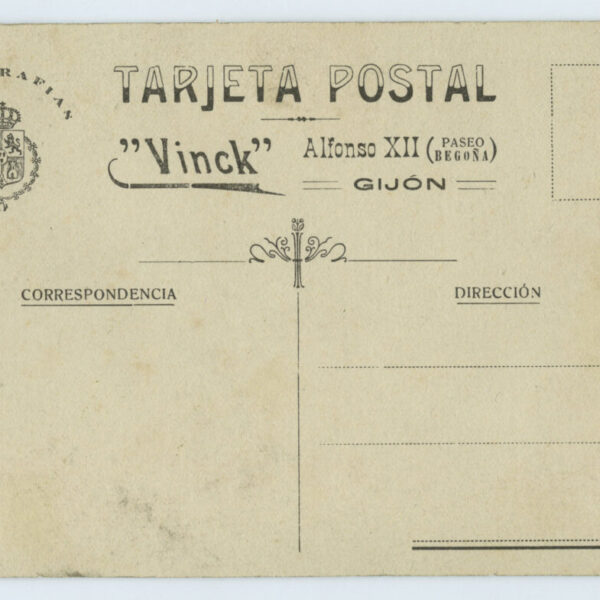 TARJETA POSTAL
"Vinck"
Alfonso XII (PASEO BEGOÑA)
GIJÓN
CORRESPONDENCIA
DIRECCIÓN